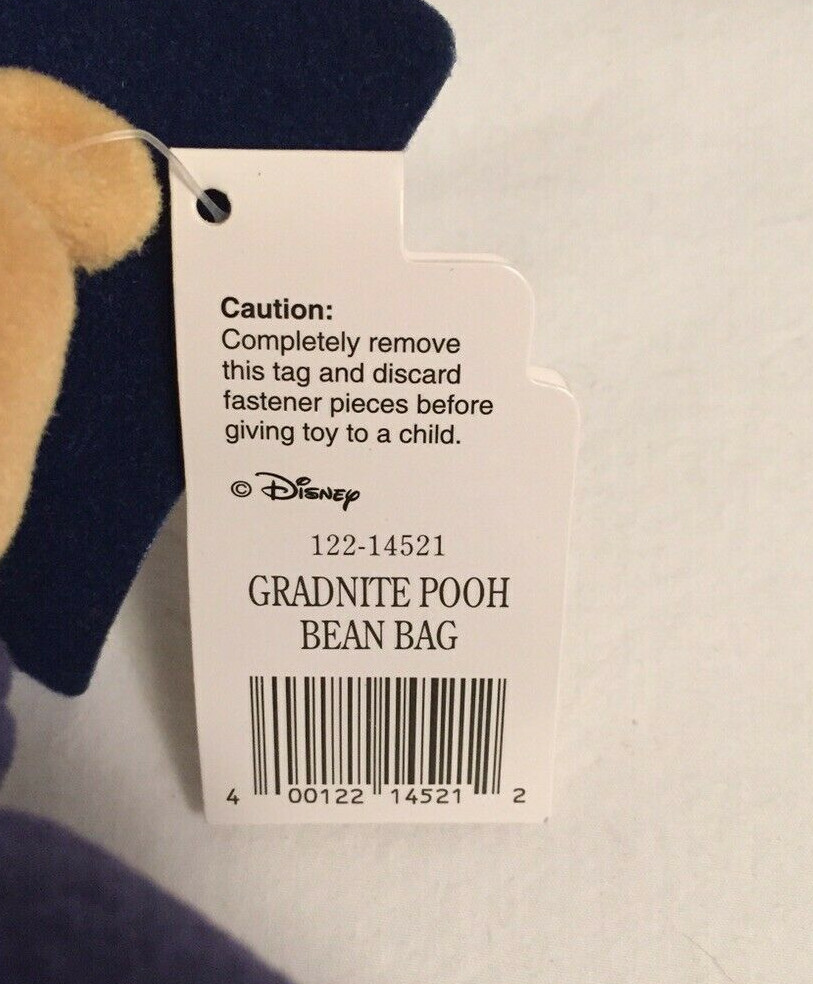 Caution:
Completely remove
this tag and discard
fastener pieces before
giving toy to a child.
© Disney
122-14521
GRADNITE POOH
BEAN BAG
4 00122 14521 2